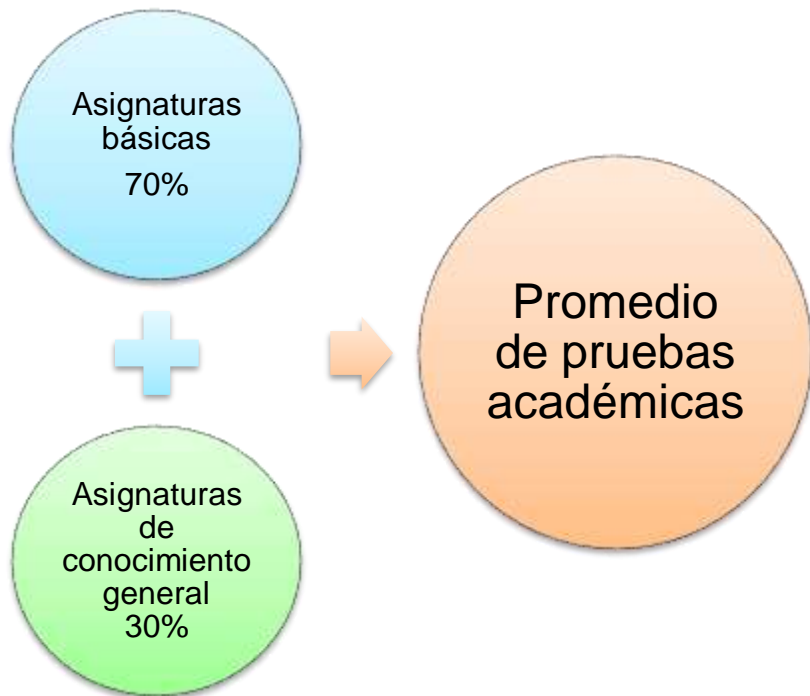 Asignaturas
básicas
70%
Asignaturas
de
conocimiento
general
30%
Promedio
de pruebas
académicas